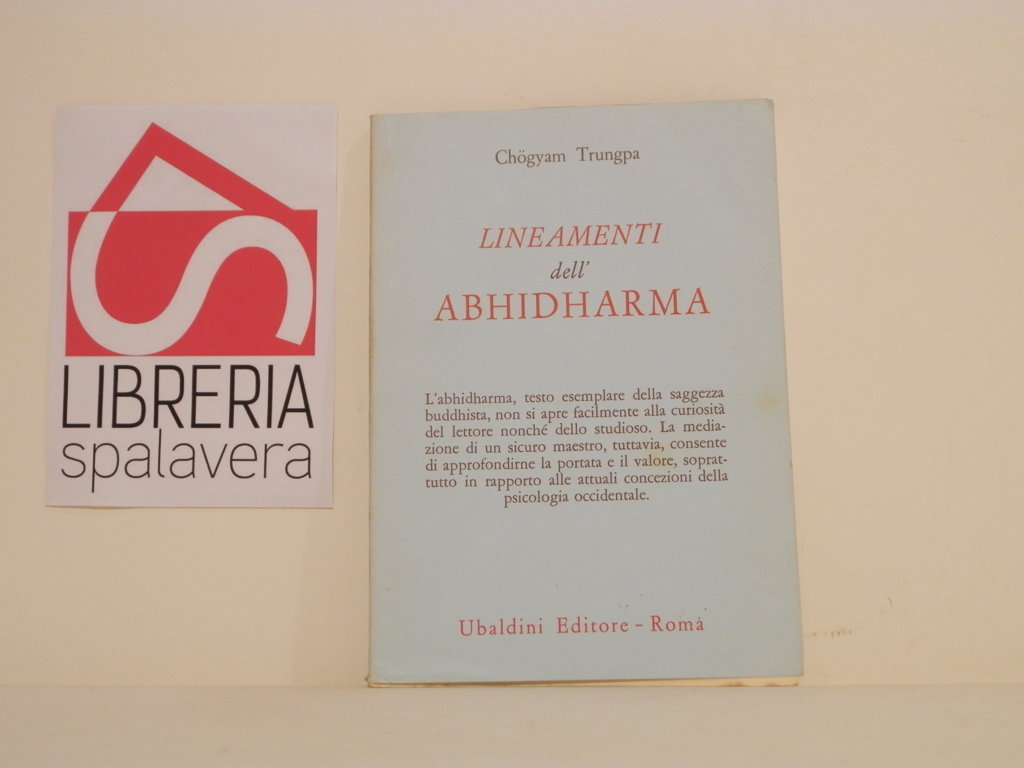 LIBRERIA
spalavera
Chögyam Trungpa
LINEAMENTI
dell'
ABHIDHARMA
L'abhidharma, testo esemplare della saggezza
buddhista, non si apre facilmente alla curiosità
del lettore nonché dello studioso. La media-
zione di un sicuro maestro, tuttavia, consente
di approfondirne la portata e il valore, soprat-
tutto in rapporto alle attuali concezioni della
psicologia occidentale.
Ubaldini Editore - Roma